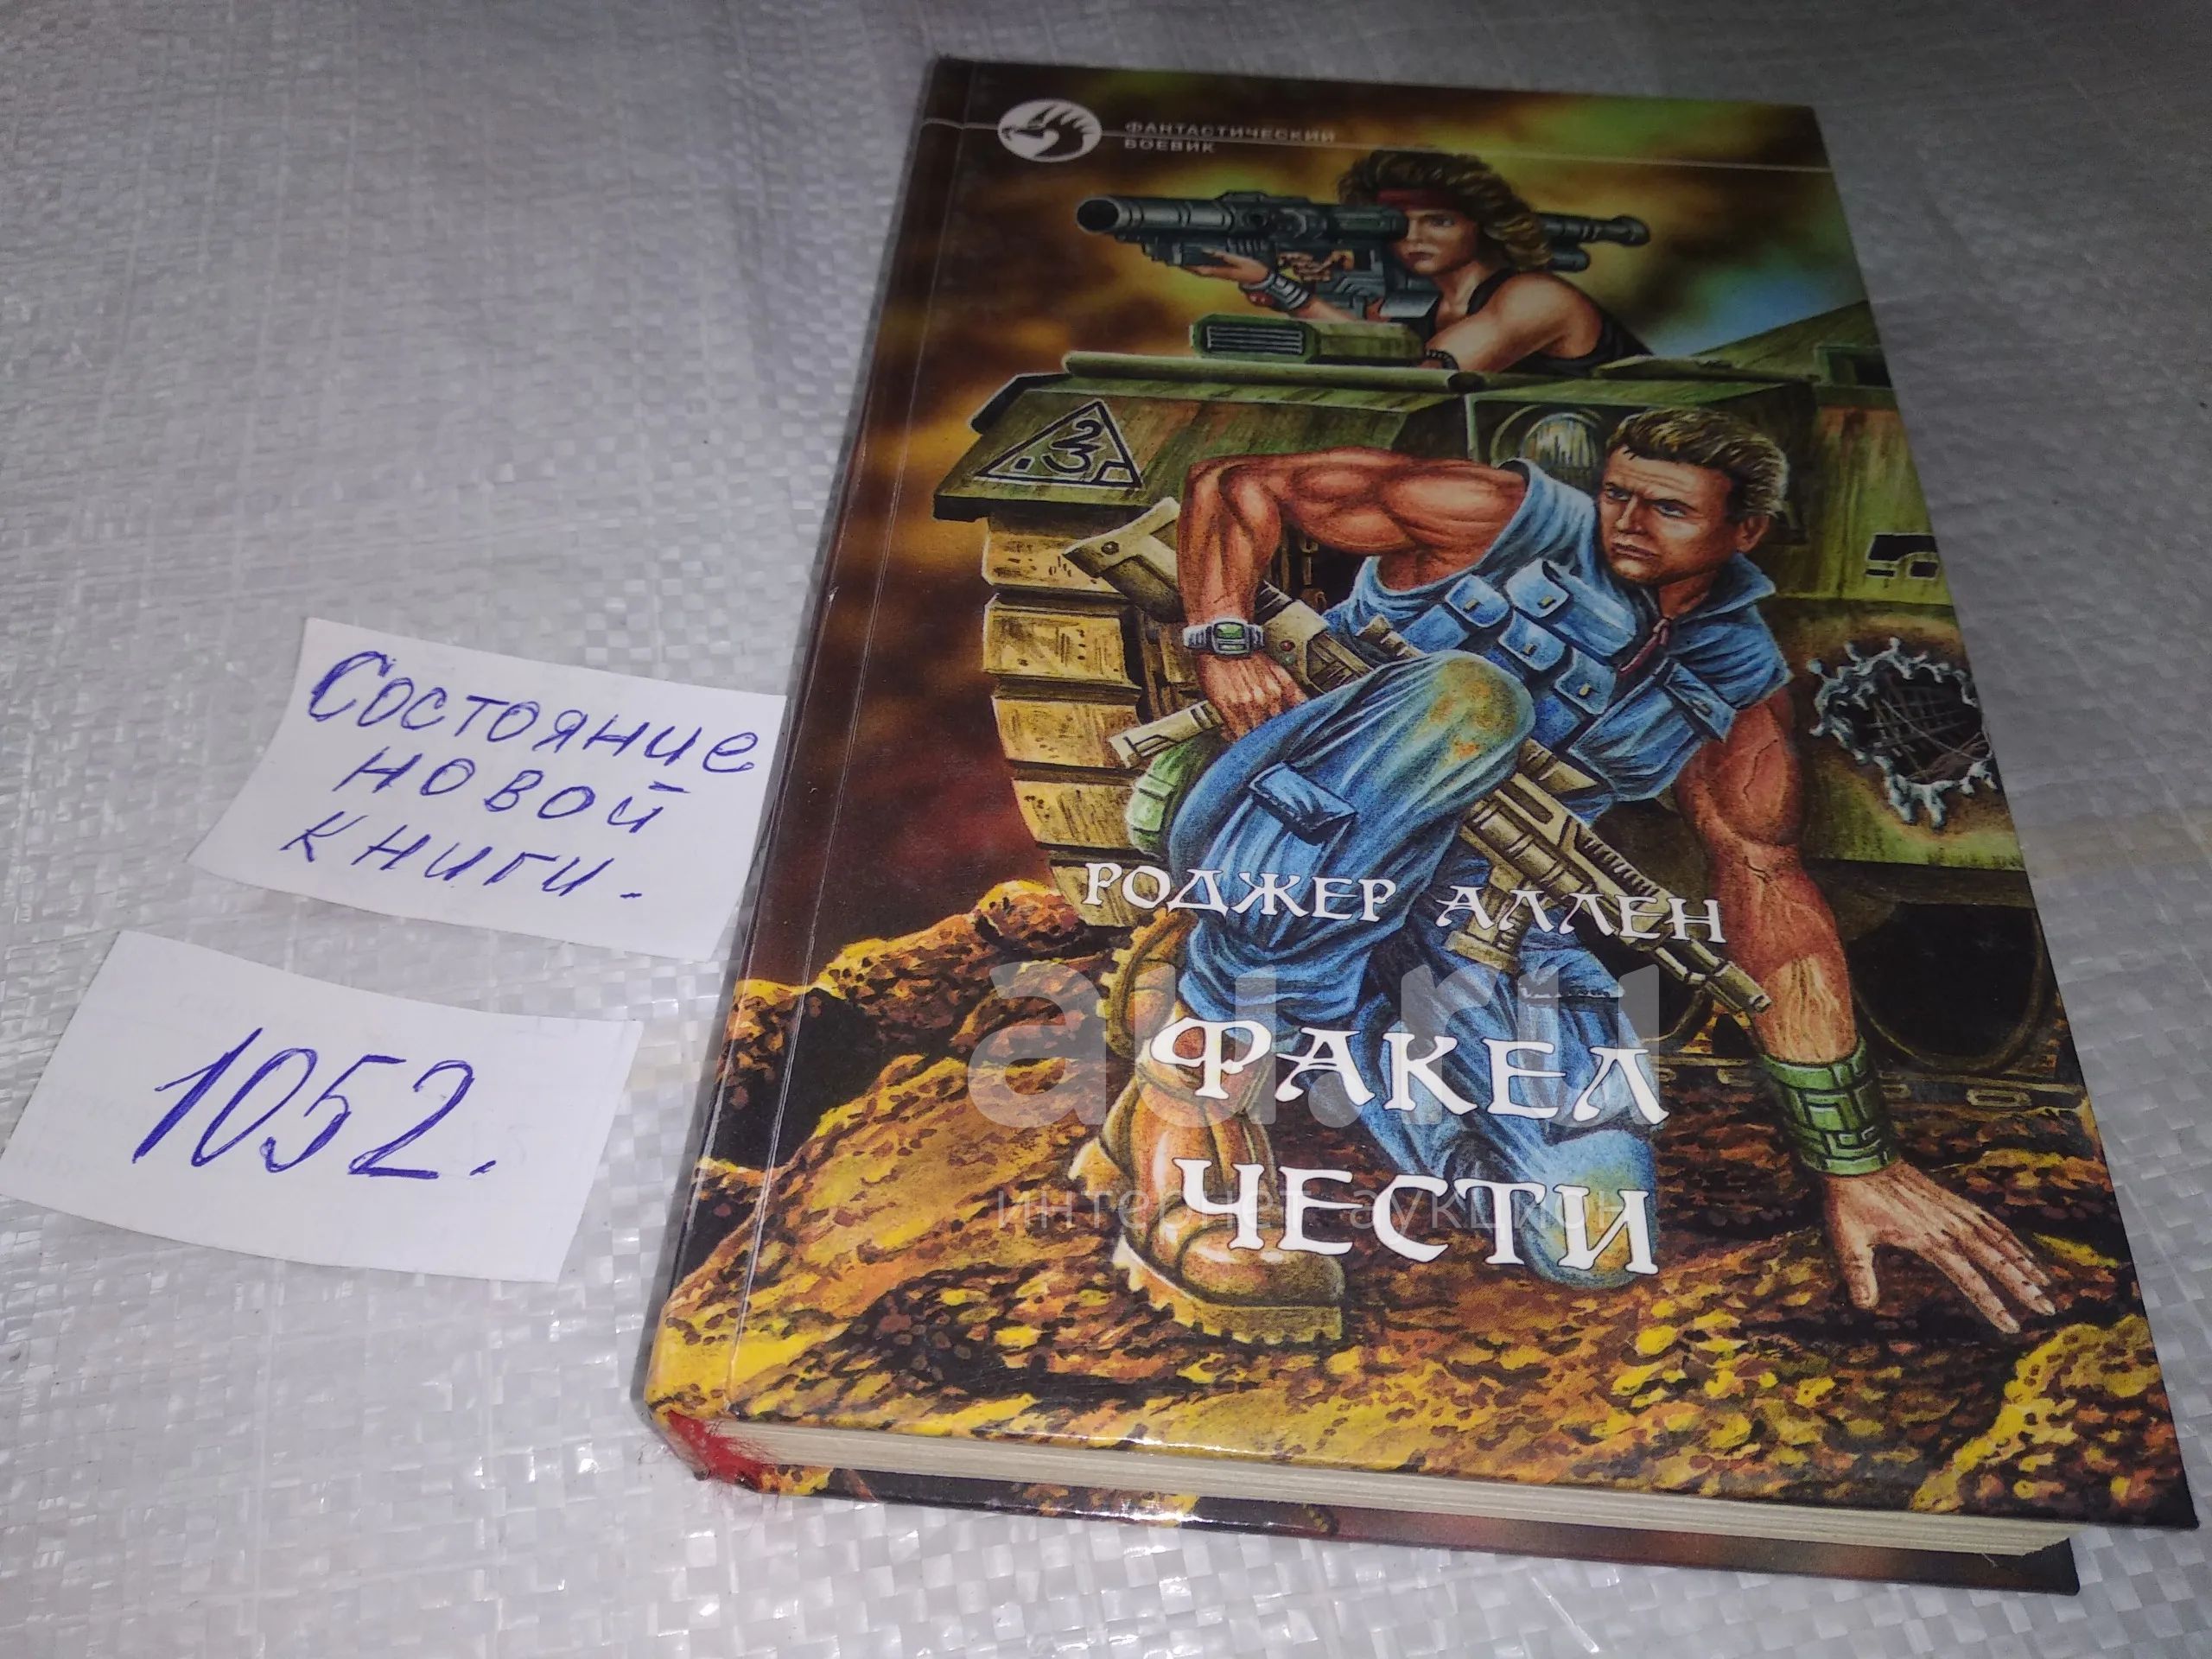 ФАНТАСТИЧЕСКИЙ
БОЕВИК
3
РОДЖЕР АЛЛЕН
ФАКЕЛ
ЧЕСТИ
au.ru
интернет аукцион
Состояние
новой
книги.
1052.